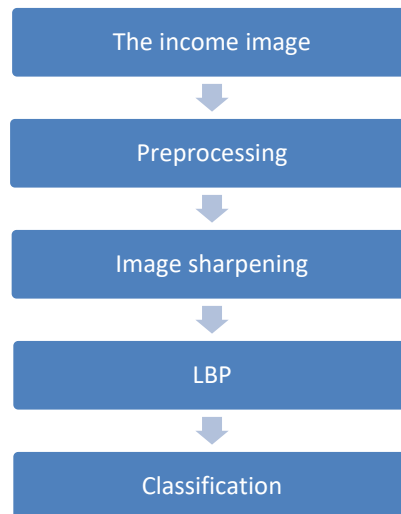 The income image
Preprocessing
Image sharpening
LBP
Classification